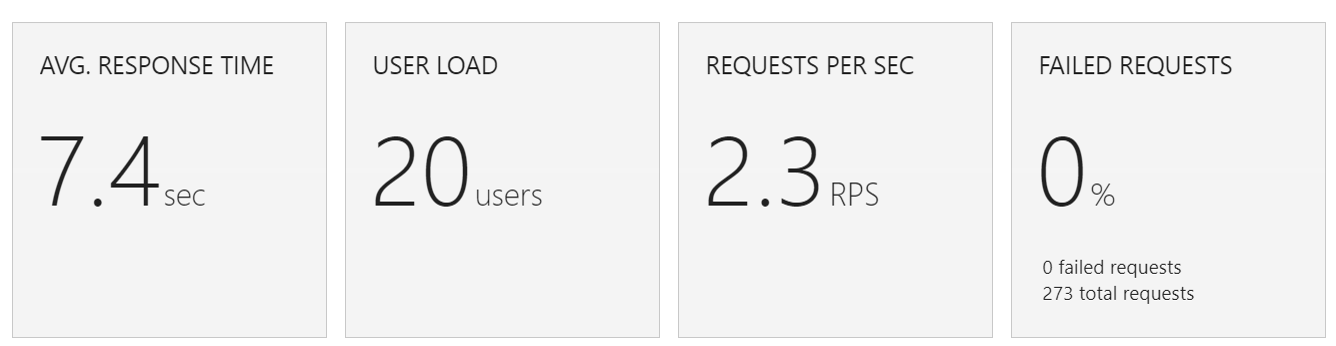 AVG. RESPONSE TIME
7.4 sec
USER LOAD
20 users
REQUESTS PER SEC
2.3 RPS
FAILED REQUESTS
0 %
0 failed requests
273 total requests